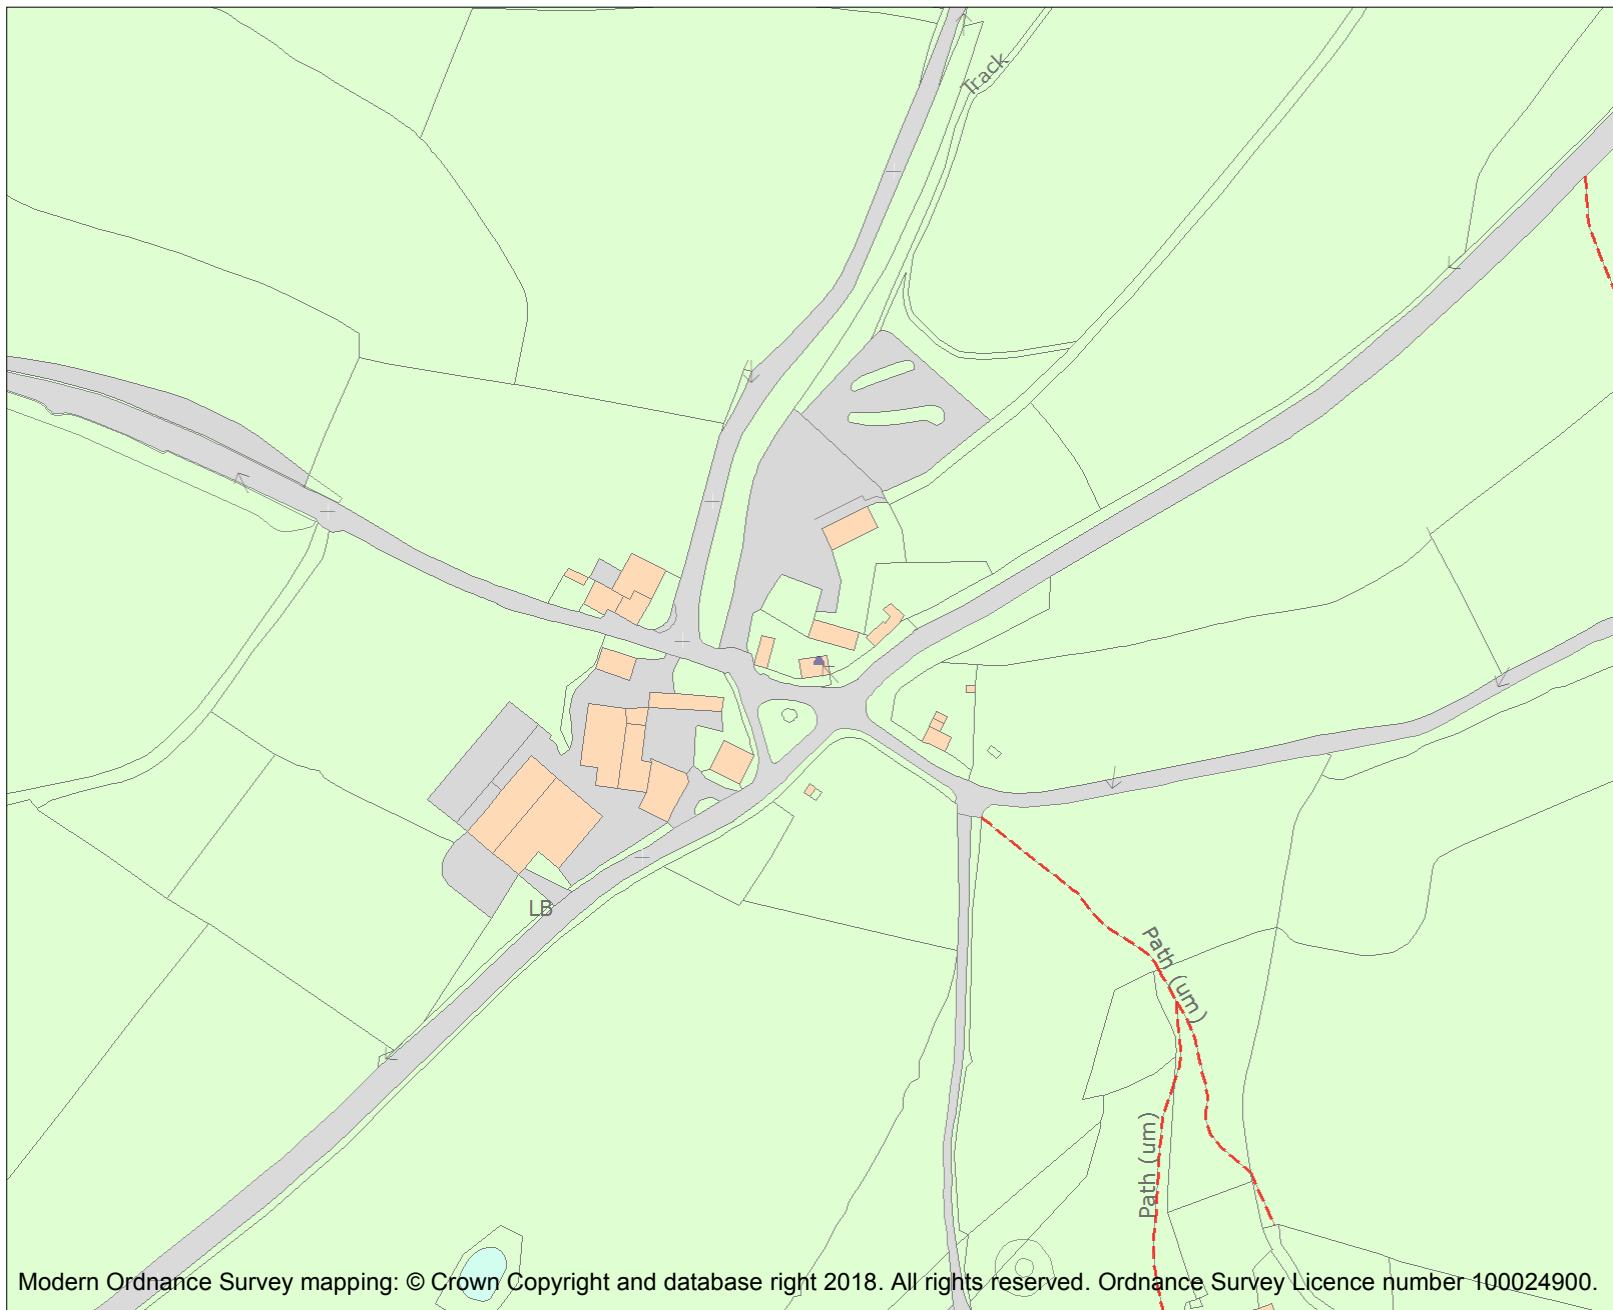 Track
LB
Path (um)
Path (um)
Modern Ordnance Survey mapping: © Crown Copyright and database right 2018. All rights reserved. Ordnance Survey Licence number 100024900.